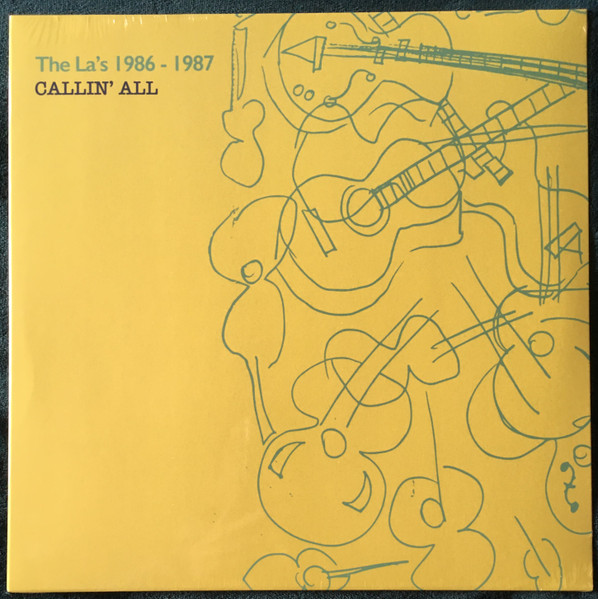 The La's 1986 - 1987
CALLIN' ALL